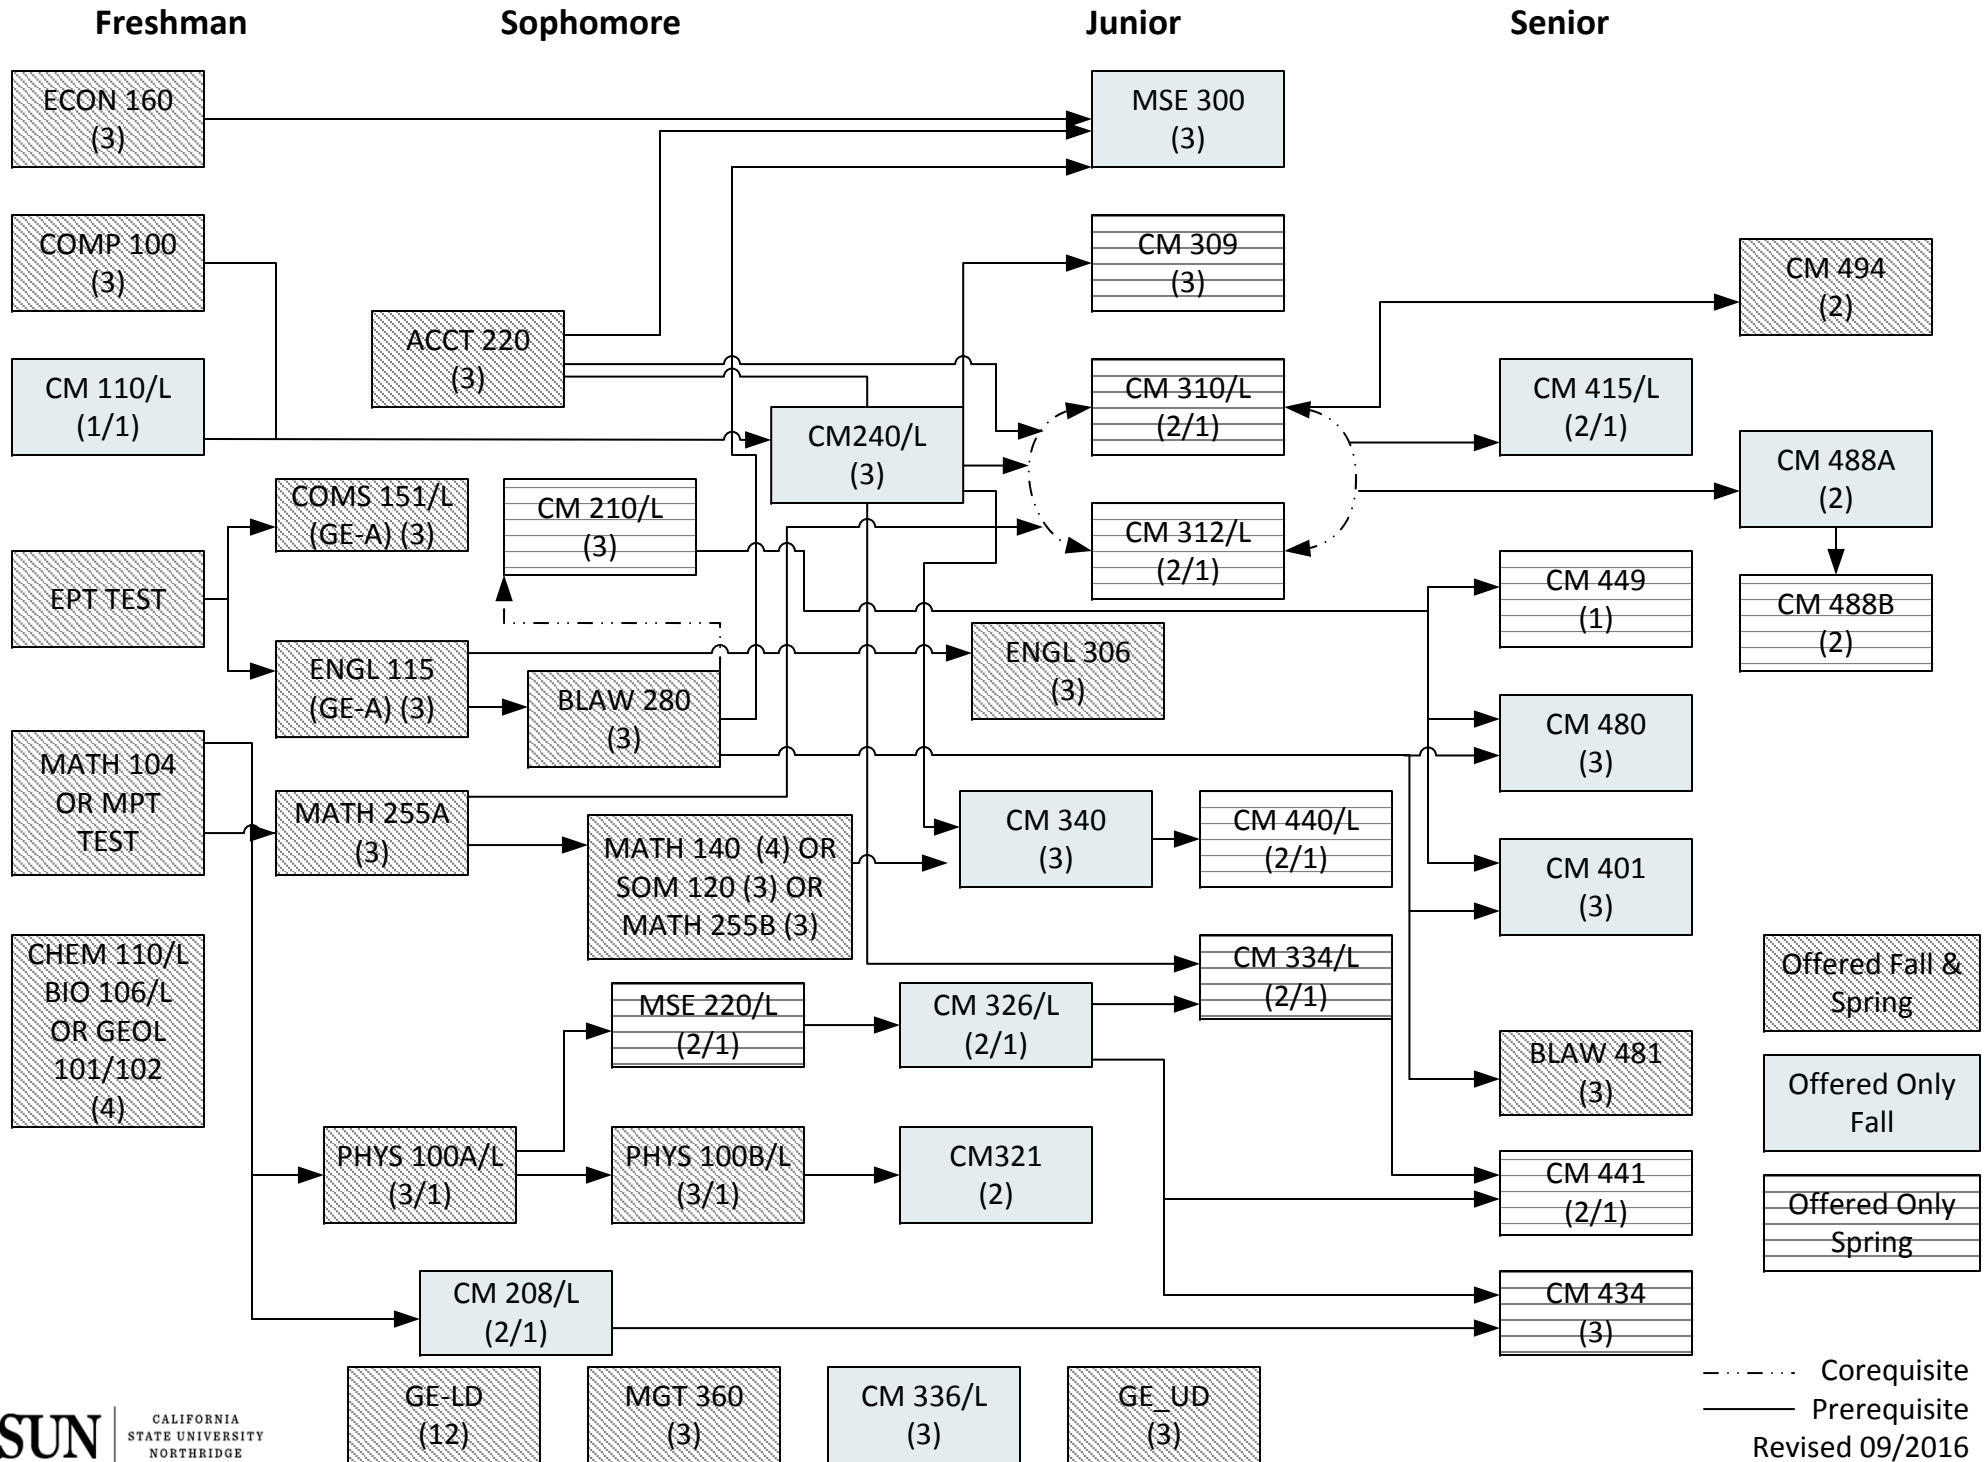 Freshman
Sophomore
Junior
Senior
ECON 160
(3)
MSE 300
(3)
COMP 100
(3)
CM 309
(3)
CM 494
(2)
ACCT 220
(3)
CM 110/L
(1/1)
CM 310/L
(2/1)
CM 415/L
(2/1)
CM240/L
(3)
CM 488A
(2)
COMS 151/L
(GE-A) (3)
CM 210/L
(3)
CM 312/L
(2/1)
EPT TEST
CM 449
(1)
CM 488B
(2)
ENGL 115
(GE-A) (3)
ENGL 306
(3)
BLAW 280
(3)
CM 480
(3)
MATH 104
OR MPT
TEST
MATH 255A
(3)
MATH 140  (4) OR
SOM 120 (3) OR
MATH 255B (3)
CM 340
(3)
CM 440/L
(2/1)
CM 401
(3)
CHEM 110/L
BIO 106/L
OR GEOL
101/102
(4)
MSE 220/L
(2/1)
CM 326/L
(2/1)
CM 334/L
(2/1)
Offered Fall &
Spring
BLAW 481
(3)
Offered Only
Fall
PHYS 100A/L
(3/1)
PHYS 100B/L
(3/1)
CM321
(2)
CM 441
(2/1)
Offered Only
Spring
CM 208/L
(2/1)
CM 434
(3)
GE-LD
(12)
MGT 360
(3)
CM 336/L
(3)
GE_UD
(3)
Corequisite
Prerequisite
Revised 09/2016
SUN
CALIFORNIA
STATE UNIVERSITY
NORTHRIDGE